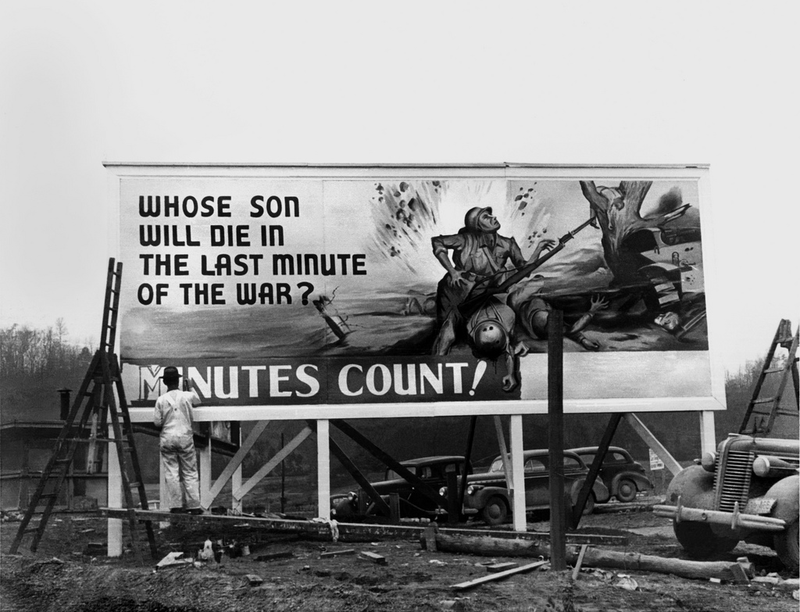 WHOSE SON
WILL DIE IN
THE LAST MINUTE
OF THE WAR?
MINUTES COUNT!